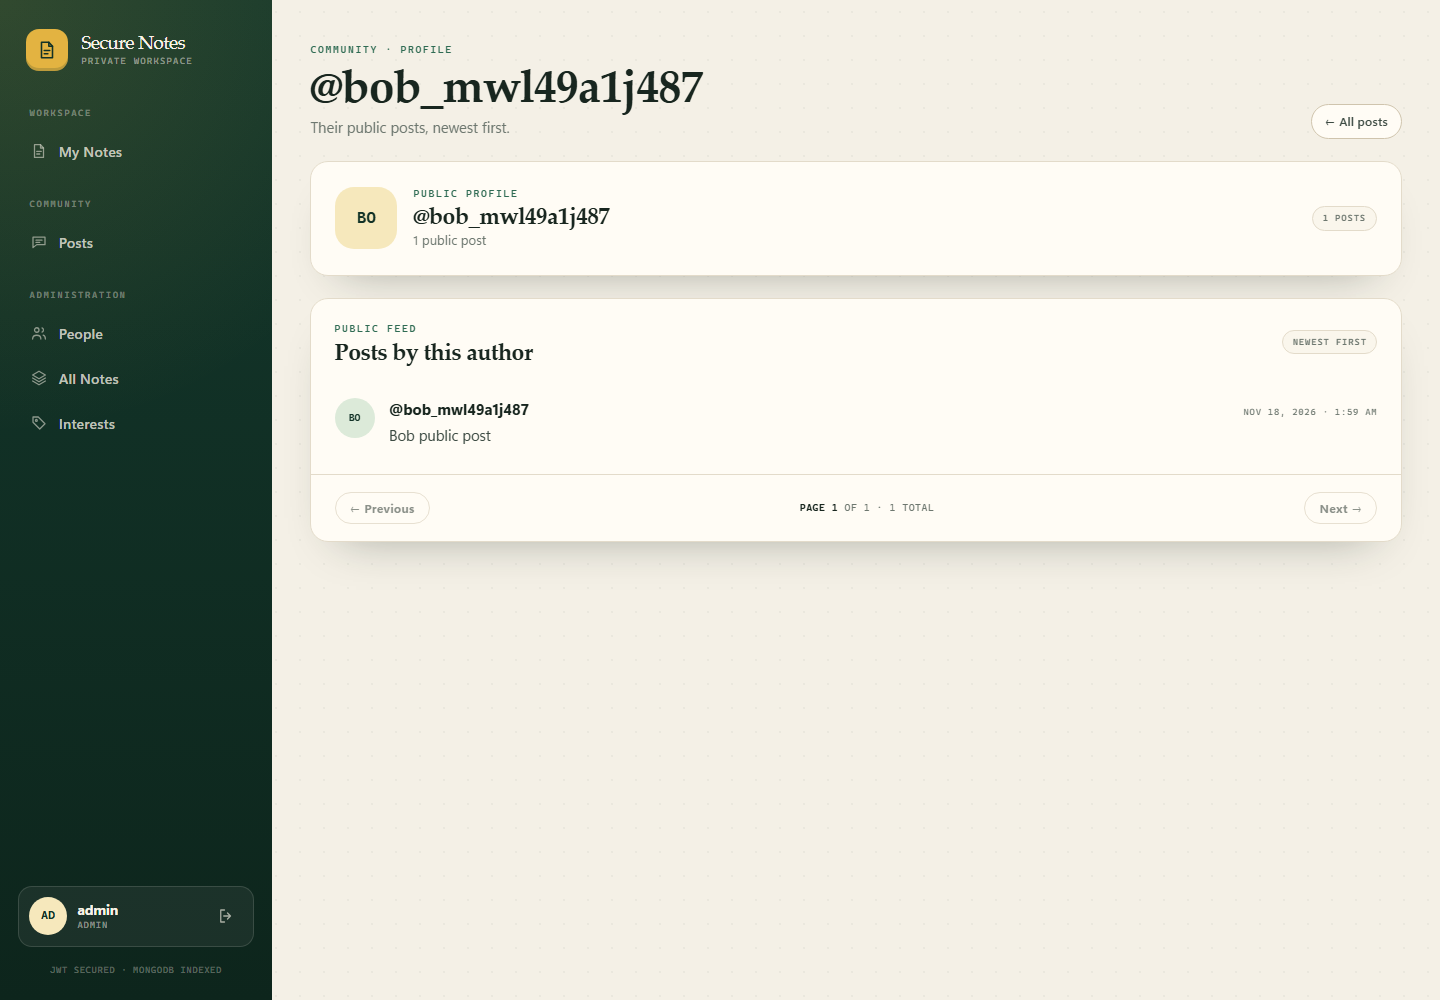 Secure Notes
PRIVATE WORKSPACE
WORKSPACE
My Notes
COMMUNITY
Posts
ADMINISTRATION
People
All Notes
Interests
AD
admin
ADMIN
JWT SECURED · MONGODB INDEXED
COMMUNITY · PROFILE
@bob_mwl49a1j487
Their public posts, newest first.
← All posts
BO
PUBLIC PROFILE
@bob_mwl49a1j487
1 public post
1 POSTS
PUBLIC FEED
Posts by this author
NEWEST FIRST
BO
@bob_mwl49a1j487
NOV 18, 2026 · 1:59 AM
Bob public post
← Previous
PAGE 1 OF 1 · 1 TOTAL
Next →